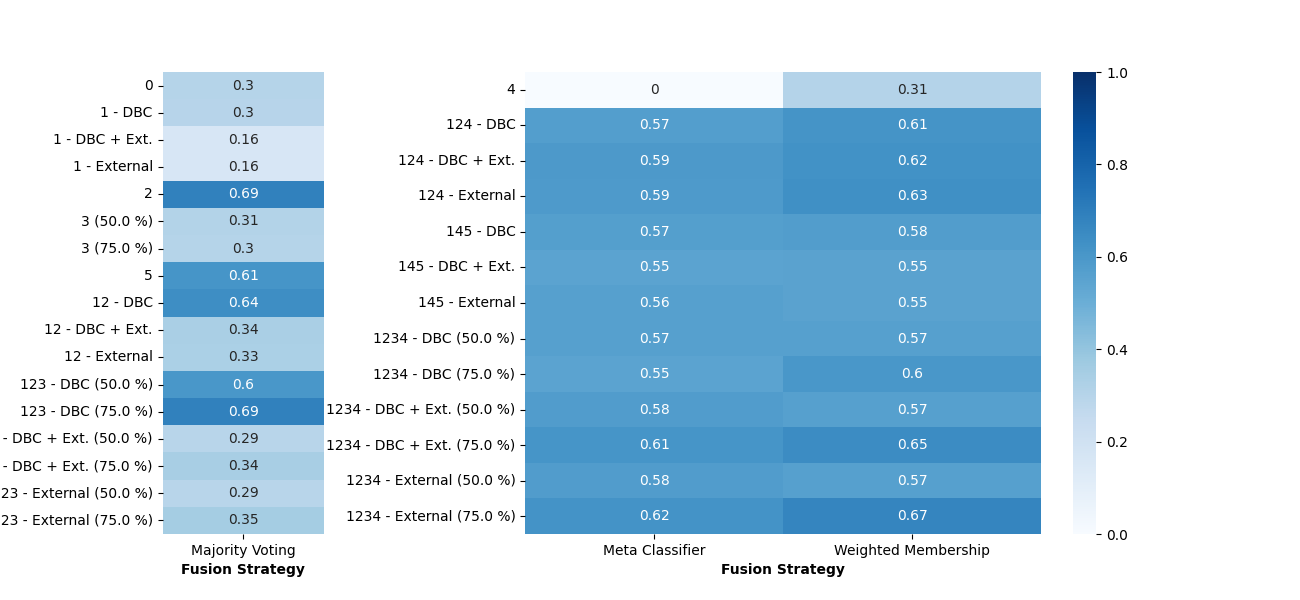 0 0.3
1 - DBC 0.3
1 - DBC + Ext. 0.16
1 - External 0.16
2 0.69
3 (50.0 %) 0.31
3 (75.0 %) 0.3
5 0.61
12 - DBC 0.64
12 - DBC + Ext. 0.34
12 - External 0.33
123 - DBC (50.0 %) 0.6
123 - DBC (75.0 %) 0.69
- DBC + Ext. (50.0 %) 0.29
- DBC + Ext. (75.0 %) 0.34
23 - External (50.0 %) 0.29
23 - External (75.0 %) 0.35
Majority Voting
Fusion Strategy
4 0 0.31
124 - DBC 0.57 0.61
124 - DBC + Ext. 0.59 0.62
124 - External 0.59 0.63
145 - DBC 0.57 0.58
145 - DBC + Ext. 0.55 0.55
145 - External 0.56 0.55
1234 - DBC (50.0 %) 0.57 0.57
1234 - DBC (75.0 %) 0.55 0.6
1234 - DBC + Ext. (50.0 %) 0.58 0.57
1234 - DBC + Ext. (75.0 %) 0.61 0.65
1234 - External (50.0 %) 0.58 0.57
1234 - External (75.0 %) 0.62 0.67
Meta Classifier Weighted Membership
Fusion Strategy
1.0
0.8
0.6
0.4
0.2
0.0